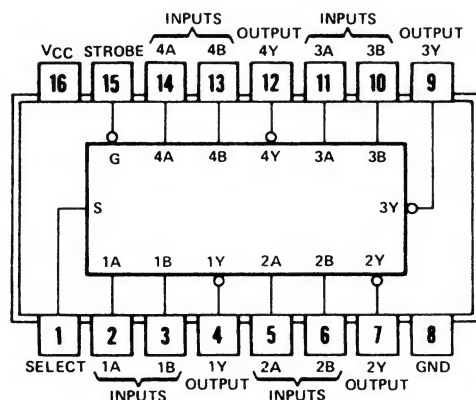 INPUTS INPUTS
VCC STROBE 4A 4B OUTPUT 4Y 3A 3B OUTPUT 3Y
16 15 14 13 12 11 10 9
G 4A 4B 4Y 3A 3B
S 3Y
1A 1B 1Y 2A 2B 2Y
1 2 3 4 5 6 7 8
SELECT 1A 1B 1Y OUTPUT 2A 2B 2Y OUTPUT GND
INPUTS INPUTS